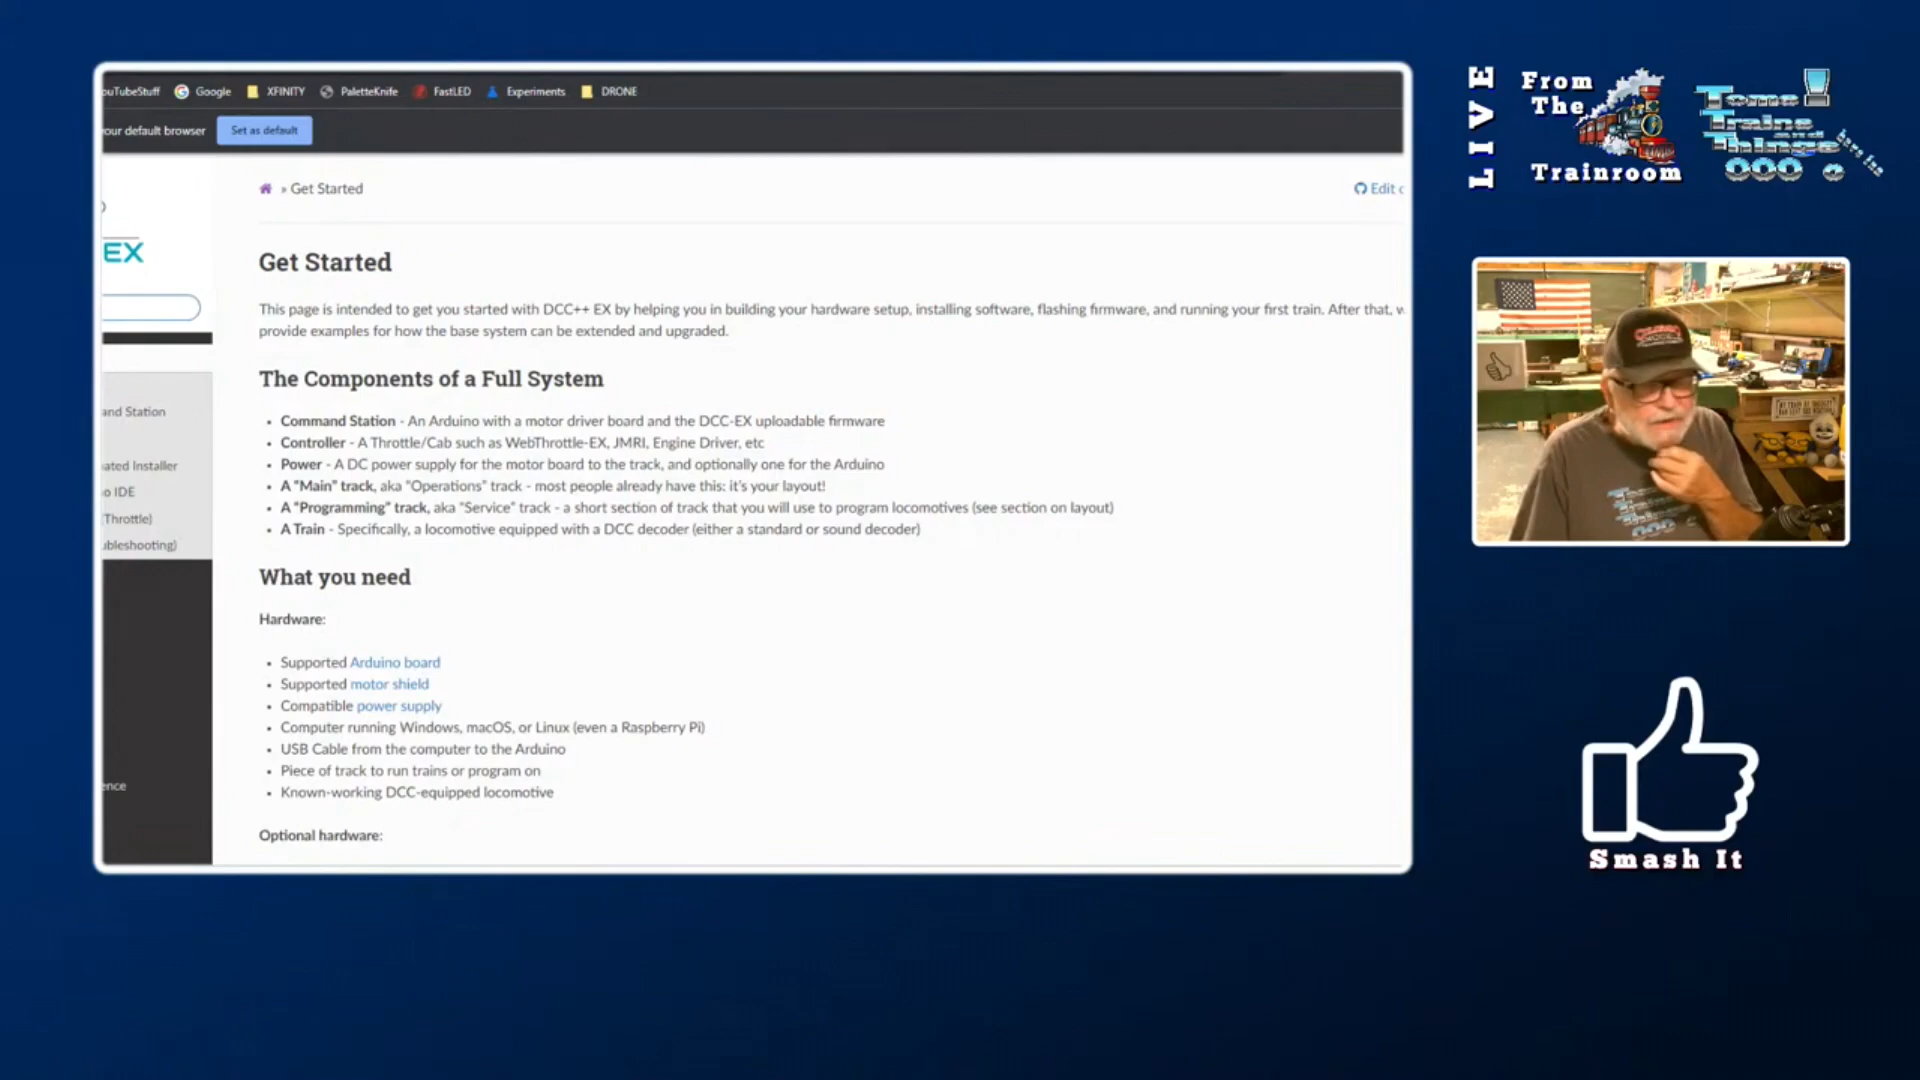 ouTubeStuff Google XFINITY PaletteKnife FastLED Experiments DRONE
our default browser Set as default
» Get Started
Edit
EX
Get Started
This page is intended to get you started with DCC++ EX by helping you in building your hardware setup, installing software, flashing firmware, and running your first train. After that, w
provide examples for how the base system can be extended and upgraded.
The Components of a Full System
• Command Station - An Arduino with a motor driver board and the DCC-EX uploadable firmware
• Controller - A Throttle/Cab such as WebThrottle-EX, JMRI, Engine Driver, etc
• Power - A DC power supply for the motor board to the track, and optionally one for the Arduino
• A "Main" track, aka "Operations" track - most people already have this: it's your layout!
• A "Programming" track, aka "Service" track - a short section of track that you will use to program locomotives (see section on layout)
• A Train - Specifically, a locomotive equipped with a DCC decoder (either a standard or sound decoder)
What you need
Hardware:
• Supported Arduino board
• Supported motor shield
• Compatible power supply
• Computer running Windows, macOS, or Linux (even a Raspberry Pi)
• USB Cable from the computer to the Arduino
• Piece of track to run trains or program on
• Known-working DCC-equipped locomotive
Optional hardware:
and Station
ated Installer
o IDE
(Throttle)
ubleshooting)
ence
LIVE
From
The
Trainroom
Toms
Trains
and
Things
Smash It